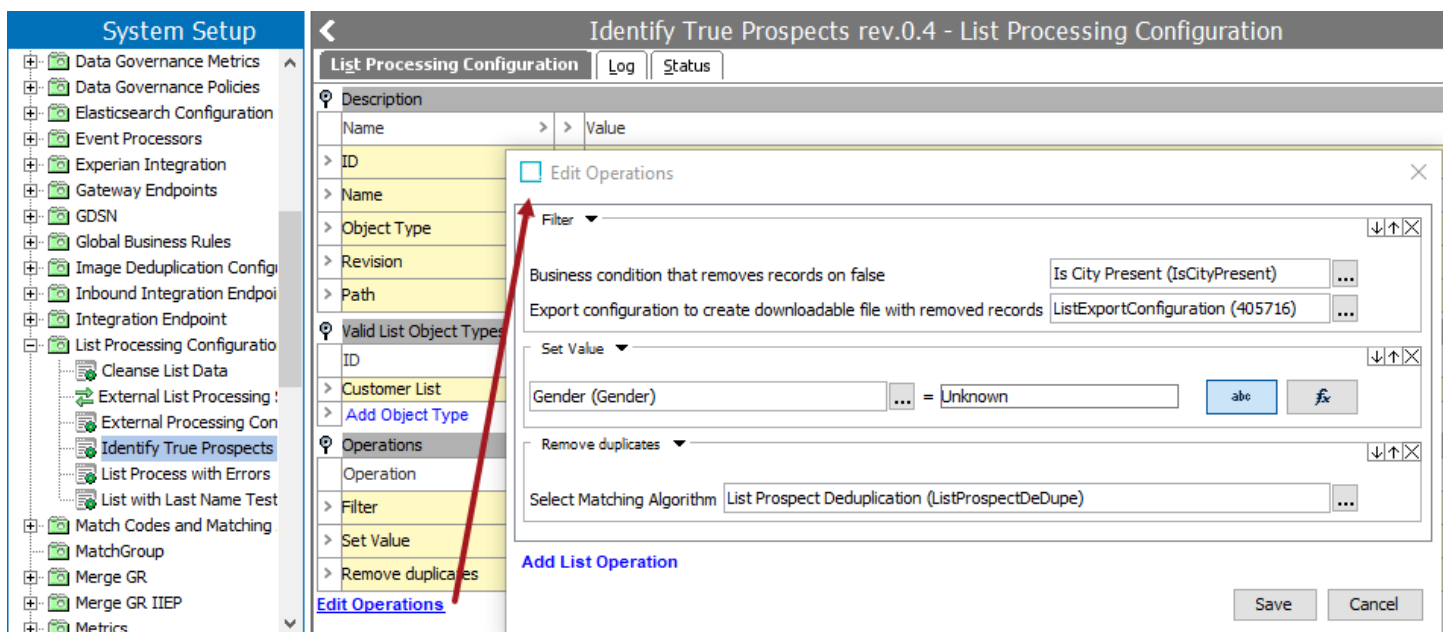 System Setup
Data Governance Metrics
Data Governance Policies
Elasticsearch Configuration
Event Processors
Experian Integration
Gateway Endpoints
GDSN
Global Business Rules
Image Deduplication Config
Inbound Integration Endpoi
Integration Endpoint
List Processing Configuratio
Cleanse List Data
External List Processing
External Processing Con
Identify True Prospects
List Process with Errors
List with Last Name Test
Match Codes and Matching
MatchGroup
Merge GR
Merge GR IIEP
Metrics
Identify True Prospects rev.0.4 - List Processing Configuration
List Processing Configuration Log Status
Description
Name > > Value
> ID
> Name
> Object Type
> Revision
> Path
Valid List Object Types
ID
> Customer List
> Add Object Type
Operations
Operation
> Filter
> Set Value
> Remove duplicates
Edit Operations
Edit Operations
Filter
Business condition that removes records on false Is City Present (IsCityPresent) ...
Export configuration to create downloadable file with removed records ListExportConfiguration (405716) ...
Set Value
Gender (Gender) ... = Unknown abc fx
Remove duplicates
Select Matching Algorithm List Prospect Deduplication (ListProspectDeDupe) ...
Add List Operation
Save Cancel